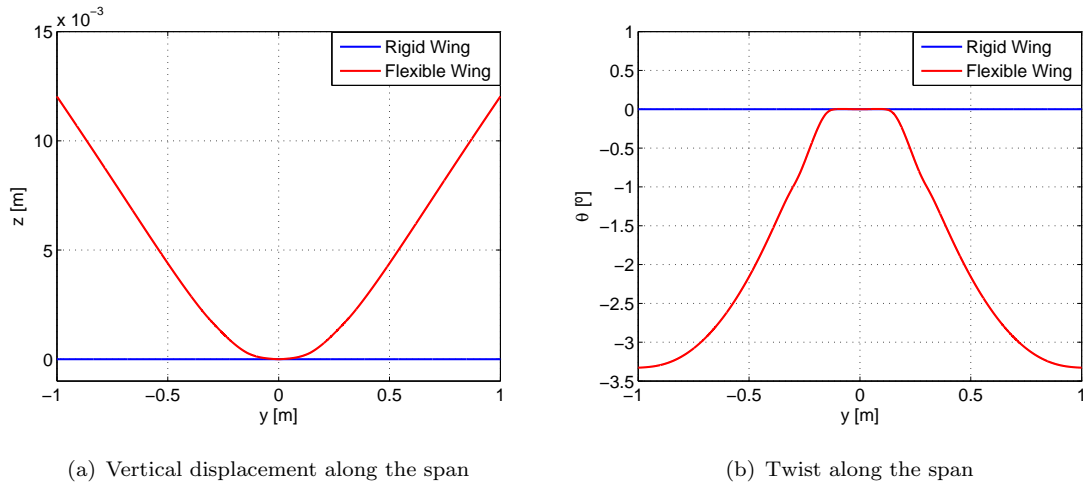 x 10⁻³
15
10
5
0
−1
−0.5
0
0.5
1
y [m]
z [m]
Rigid Wing
Flexible Wing
(a) Vertical displacement along the span
1
0.5
0
−0.5
−1
−1.5
−2
−2.5
−3
−3.5
−1
−0.5
0
0.5
1
y [m]
θ [º]
Rigid Wing
Flexible Wing
(b) Twist along the span